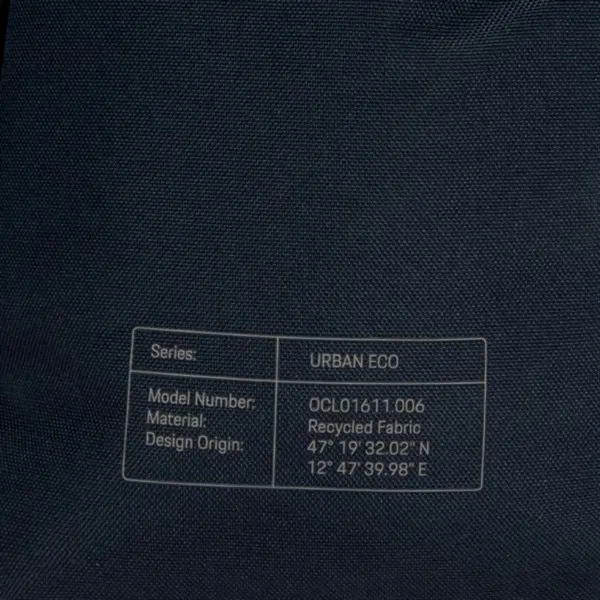 Series: URBAN ECO
Model Number: OCL01611.006
Material: Recycled Fabric
Design Origin: 47° 19' 32.02" N
12° 47' 39.98" E